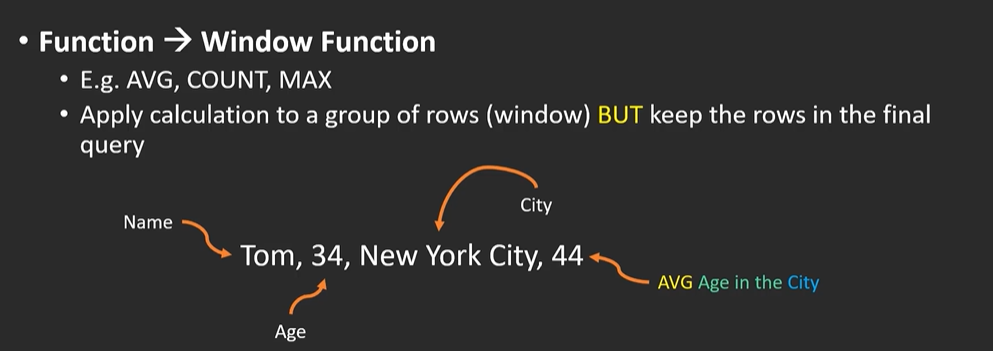 • Function → Window Function
• E.g. AVG, COUNT, MAX
• Apply calculation to a group of rows (window) BUT keep the rows in the final
query
City
Name
Tom, 34, New York City, 44
AVG Age in the City
Age